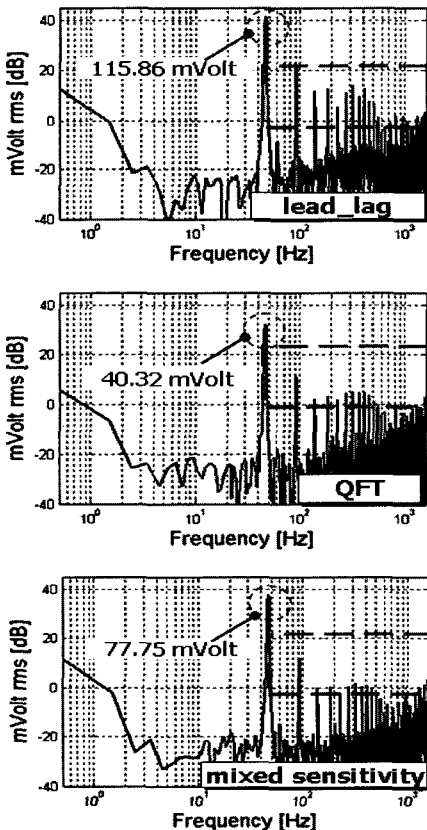 mVolt rms [dB]
40
20
0
-20
-40
115.86 mVolt
lead_lag
10⁰ 10¹ 10² 10³
Frequency [Hz]
mVolt rms [dB]
40
20
0
-20
-40
40.32 mVolt
QFT
10⁰ 10¹ 10² 10³
Frequency [Hz]
mVolt rms [dB]
40
20
0
-20
-40
77.75 mVolt
mixed sensitivity
10⁰ 10¹ 10² 10³
Frequency [Hz]